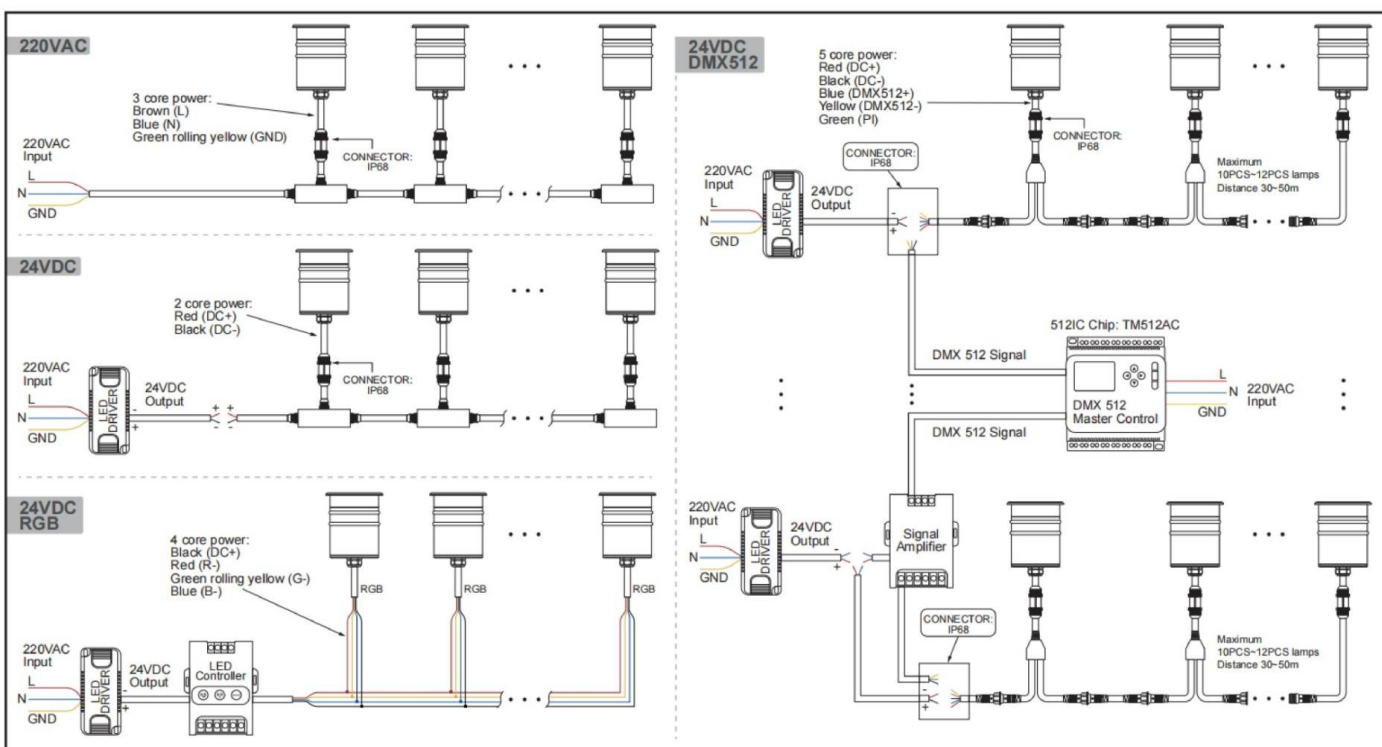 220VAC
3 core power:
Brown (L)
Blue (N)
Green rolling yellow (GND)
220VAC
Input
L
N
GND
CONNECTOR:
IP68
24VDC
2 core power:
Red (DC+)
Black (DC-)
220VAC
Input
L
N
GND
LED
DRIVER
24VDC
Output
-
+
+ +
- -
CONNECTOR:
IP68
24VDC
RGB
4 core power:
Black (DC+)
Red (R-)
Green rolling yellow (G-)
Blue (B-)
RGB
RGB
RGB
220VAC
Input
L
N
GND
LED
DRIVER
24VDC
Output
-
+
LED
Controller
24VDC
DMX512
5 core power:
Red (DC+)
Black (DC-)
Blue (DMX512+)
Yellow (DMX512-)
Green (PI)
CONNECTOR:
IP68
CONNECTOR:
IP68
220VAC
Input
L
N
GND
LED
DRIVER
24VDC
Output
-
+
Maximum
10PCS~12PCS lamps
Distance 30~50m
512IC Chip: TM512AC
DMX 512 Signal
DMX 512
Master Control
L
N
GND
220VAC
Input
DMX 512 Signal
220VAC
Input
L
N
GND
LED
DRIVER
24VDC
Output
-
+
Signal
Amplifier
CONNECTOR:
IP68
-
+
Maximum
10PCS~12PCS lamps
Distance 30~50m